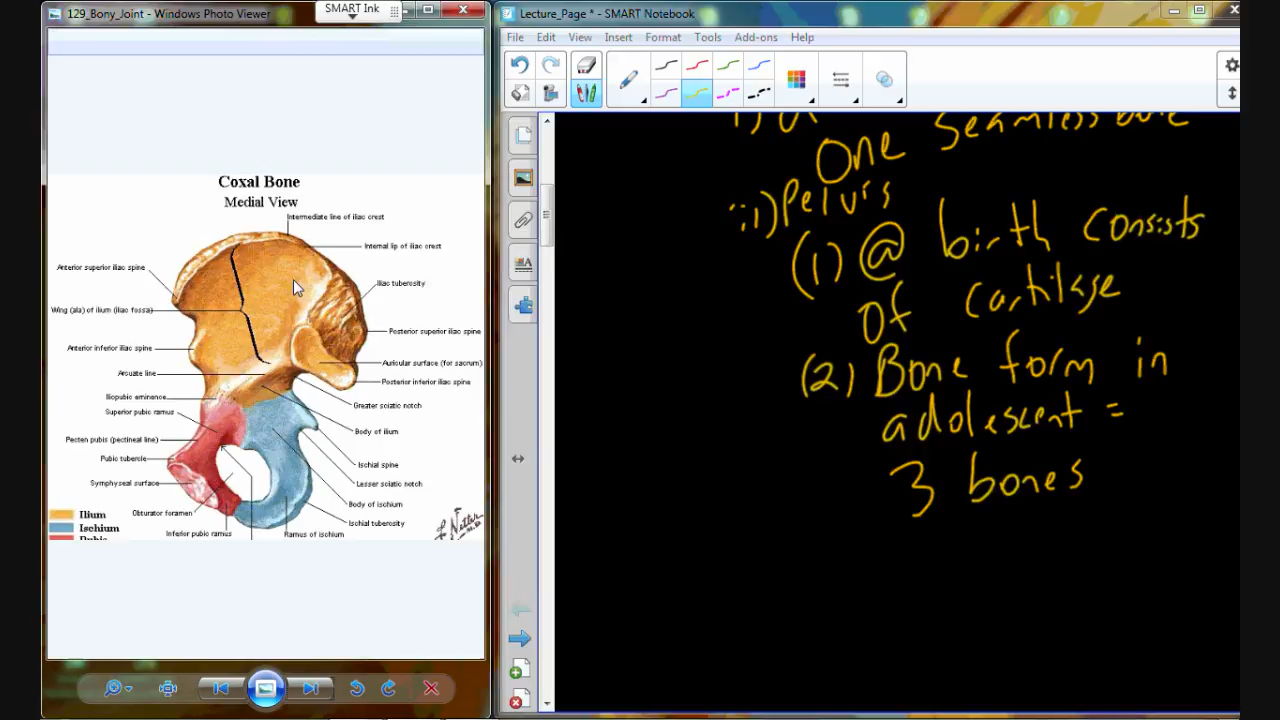 129_Bony_Joint - Windows Photo Viewer
SMART Ink
Lecture_Page * - SMART Notebook
File Edit View Insert Format Tools Add-ons Help
Coxal Bone
Medial View
Intermediate line of iliac crest
Internal lip of iliac crest
Anterior superior iliac spine
Iliac tuberosity
Wing (ala) of ilium (iliac fossa)
Posterior superior iliac spine
Anterior inferior iliac spine
Auricular surface (for sacrum)
Arcuate line
Posterior inferior iliac spine
Iliopubic eminence
Greater sciatic notch
Superior pubic ramus
Body of ilium
Pecten pubis (pectineal line)
Pubic tubercle
Ischial spine
Symphyseal surface
Lesser sciatic notch
Body of ischium
Obturator foramen
Ischial tuberosity
Inferior pubic ramus
Ramus of ischium
Ilium
Ischium
F. Netter M.D.
One seamless bone
ii) Pelvis
(1) @ birth consists
of cartilage
(2) Bone form in
adolescent =
3 bones